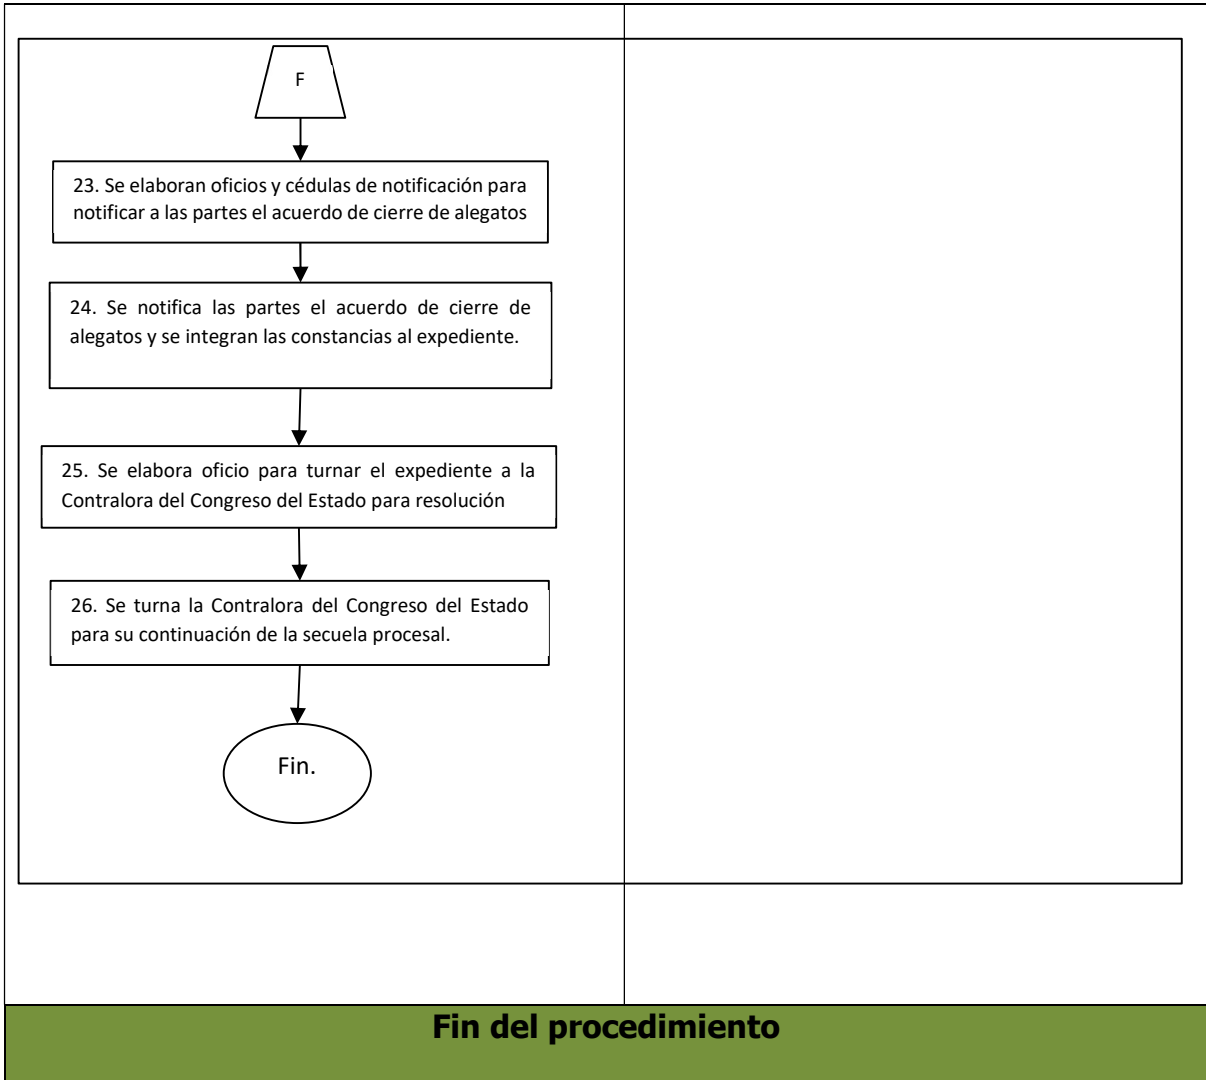 F
23. Se elaboran oficios y cédulas de notificación para
notificar a las partes el acuerdo de cierre de alegatos
24. Se notifica las partes el acuerdo de cierre de
alegatos y se integran las constancias al expediente.
25. Se elabora oficio para turnar el expediente a la
Contralora del Congreso del Estado para resolución
26. Se turna la Contralora del Congreso del Estado
para su continuación de la secuela procesal.
Fin.
Fin del procedimiento